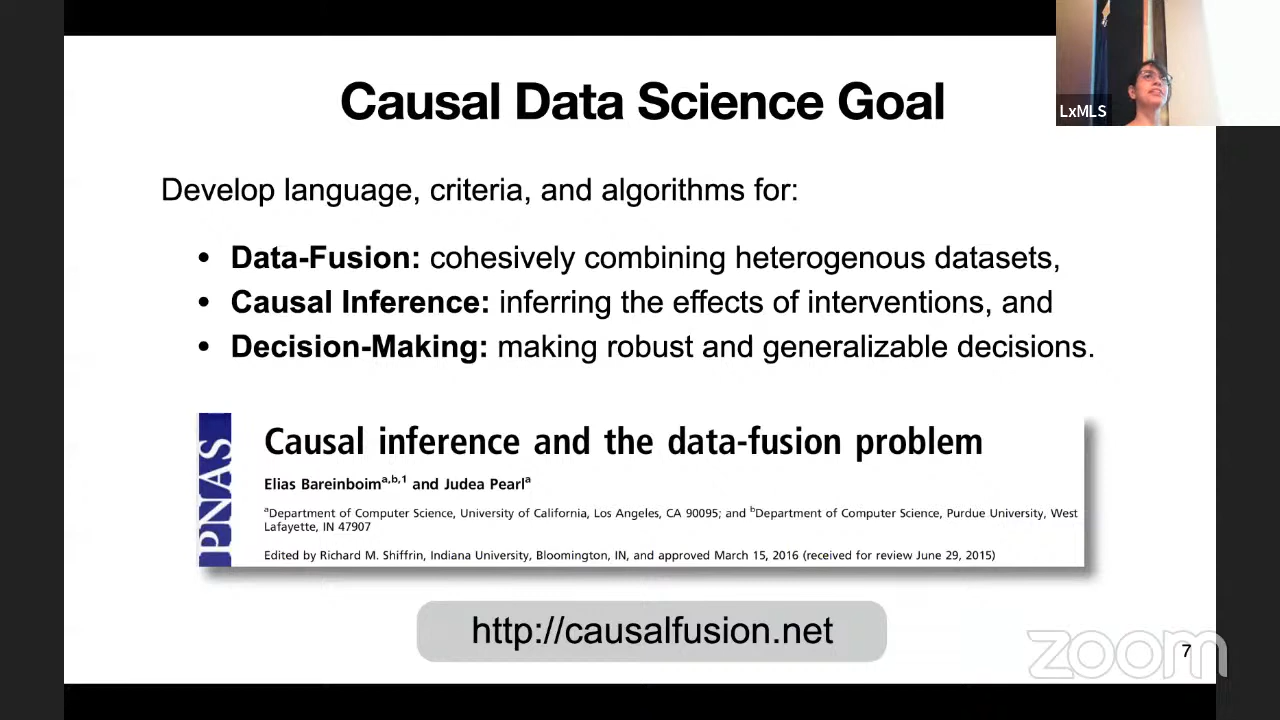 Causal Data Science Goal
LxMLS
Develop language, criteria, and algorithms for:
• Data-Fusion: cohesively combining heterogenous datasets,
• Causal Inference: inferring the effects of interventions, and
• Decision-Making: making robust and generalizable decisions.
PNAS
Causal inference and the data-fusion problem
Elias Bareinboima,b,1 and Judea Pearla
aDepartment of Computer Science, University of California, Los Angeles, CA 90095; and bDepartment of Computer Science, Purdue University, West
Lafayette, IN 47907
Edited by Richard M. Shiffrin, Indiana University, Bloomington, IN, and approved March 15, 2016 (received for review June 29, 2015)
http://causalfusion.net
zoom
7